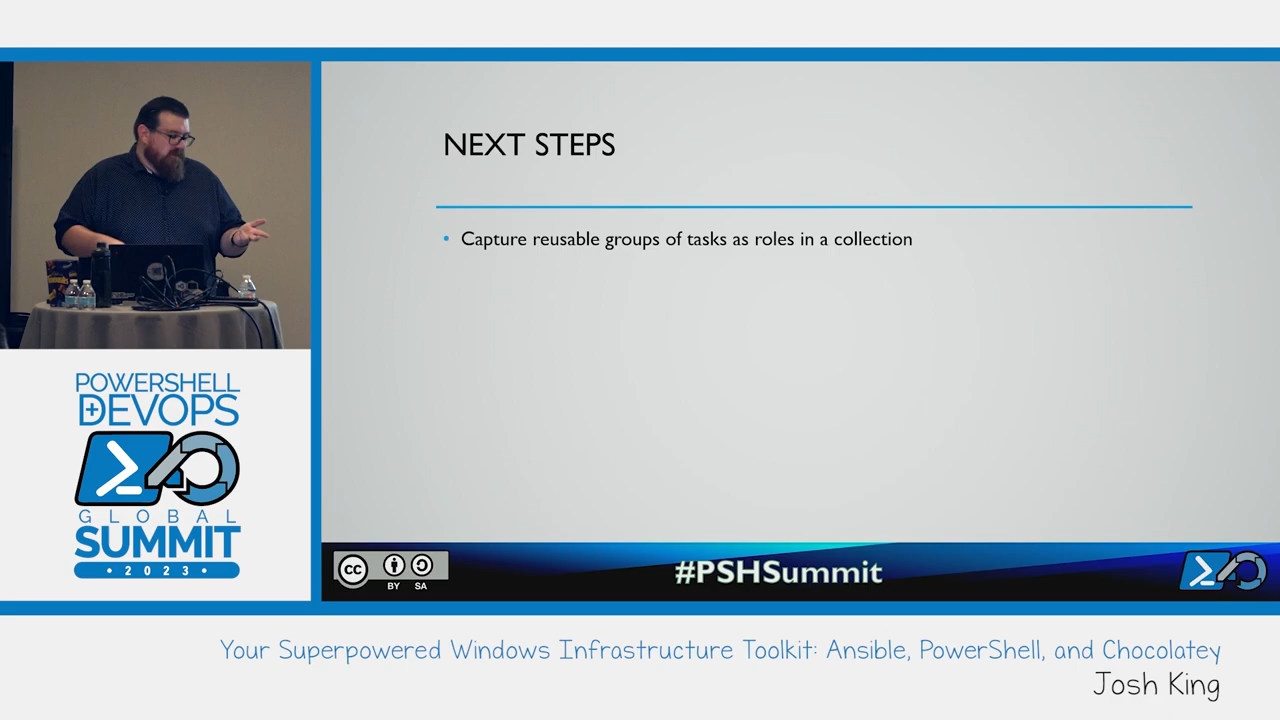 NEXT STEPS
• Capture reusable groups of tasks as roles in a collection
POWERSHELL
+DEVOPS
GLOBAL
SUMMIT
• 2023 •
cc
BY SA
#PSHSummit
Your Superpowered Windows Infrastructure Toolkit: Ansible, PowerShell, and Chocolatey
Josh King